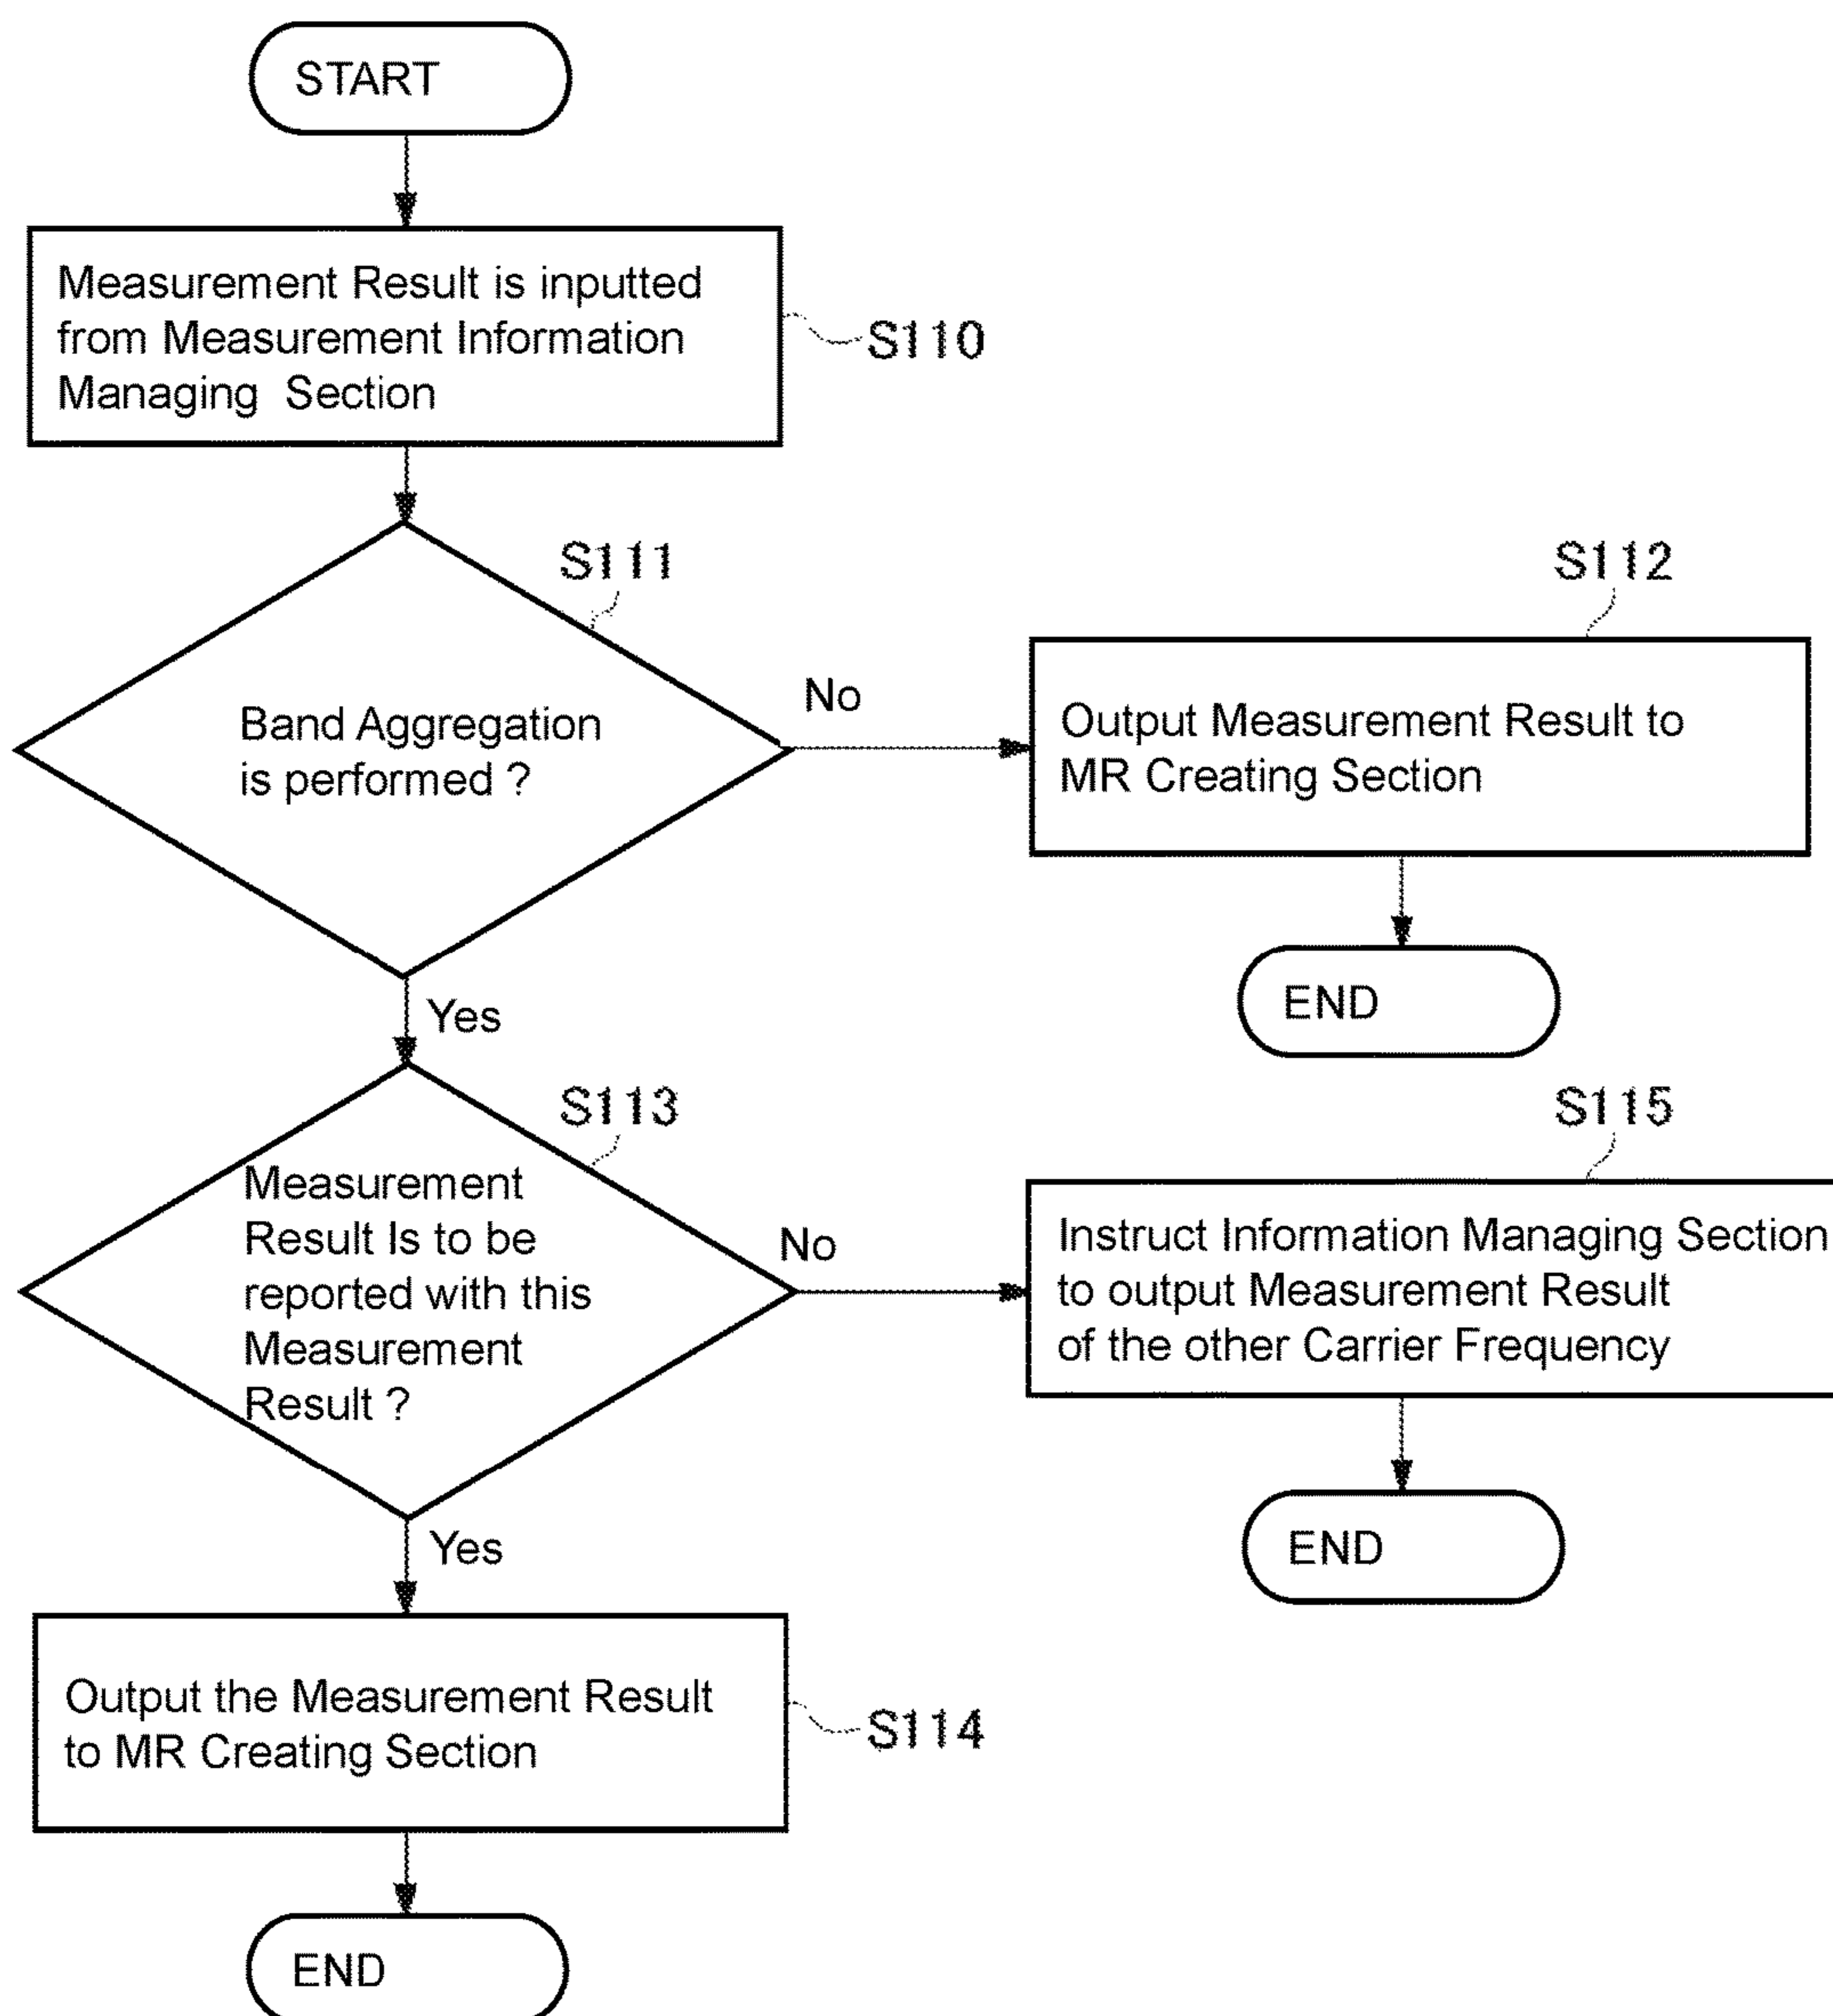 START
Measurement Result is inputted
from Measurement Information
Managing Section
S110
S111
Band Aggregation
is performed ?
No
S112
Output Measurement Result to
MR Creating Section
END
Yes
S113
Measurement
Result Is to be
reported with this
Measurement
Result ?
No
S115
Instruct Information Managing Section
to output Measurement Result
of the other Carrier Frequency
END
Yes
Output the Measurement Result
to MR Creating Section
S114
END